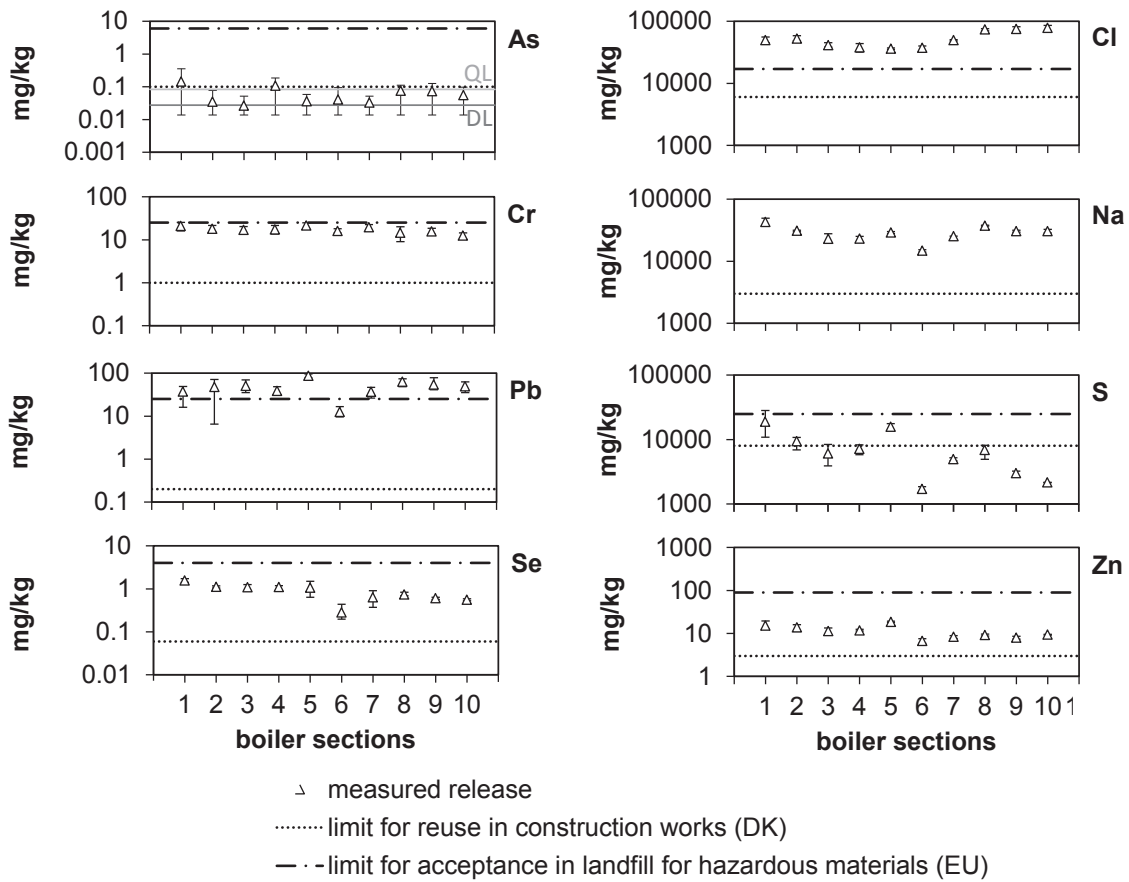 10
1
0.1
0.01
0.001
mg/kg
As
QL
DL
100
10
1
0.1
mg/kg
Cr
100
10
1
0.1
mg/kg
Pb
10
1
0.1
0.01
mg/kg
Se
1 2 3 4 5 6 7 8 9 10
boiler sections
100000
10000
1000
mg/kg
Cl
100000
10000
1000
mg/kg
Na
100000
10000
1000
mg/kg
S
1000
100
10
1
mg/kg
Zn
1 2 3 4 5 6 7 8 9 10 1
boiler sections
measured release
limit for reuse in construction works (DK)
limit for acceptance in landfill for hazardous materials (EU)